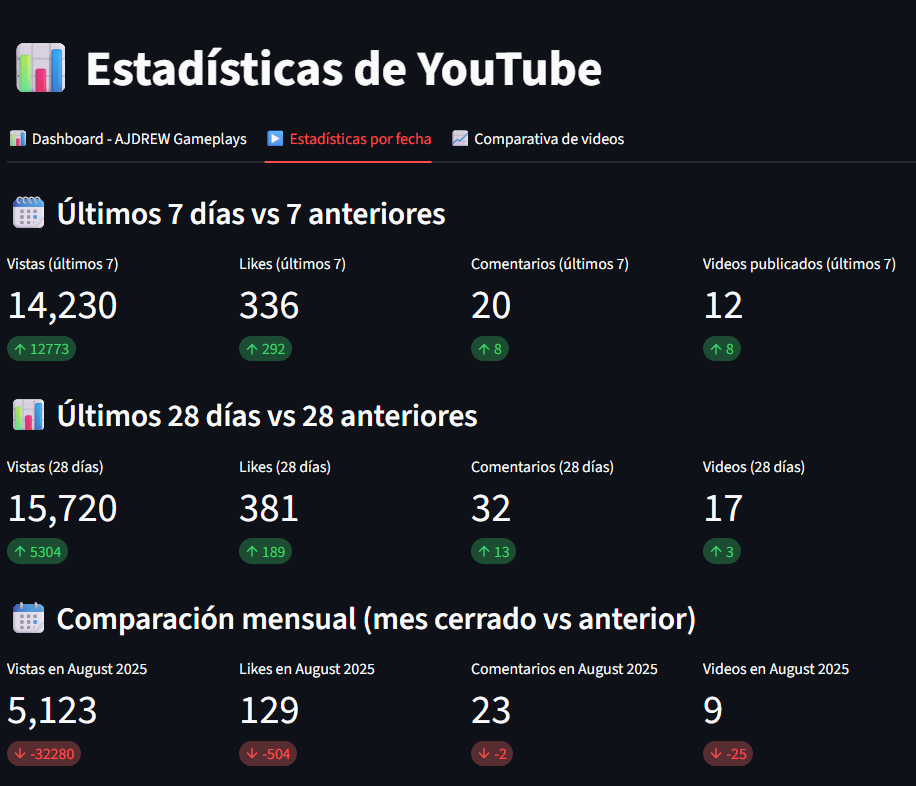 Estadísticas de YouTube
Dashboard - AJDREW Gameplays Estadísticas por fecha Comparativa de videos
Últimos 7 días vs 7 anteriores
Vistas (últimos 7) Likes (últimos 7) Comentarios (últimos 7) Videos publicados (últimos 7)
14,230 336 20 12
↑ 12773 ↑ 292 ↑ 8 ↑ 8
Últimos 28 días vs 28 anteriores
Vistas (28 días) Likes (28 días) Comentarios (28 días) Videos (28 días)
15,720 381 32 17
↑ 5304 ↑ 189 ↑ 13 ↑ 3
Comparación mensual (mes cerrado vs anterior)
Vistas en August 2025 Likes en August 2025 Comentarios en August 2025 Videos en August 2025
5,123 129 23 9
↓ -32280 ↓ -504 ↓ -2 ↓ -25